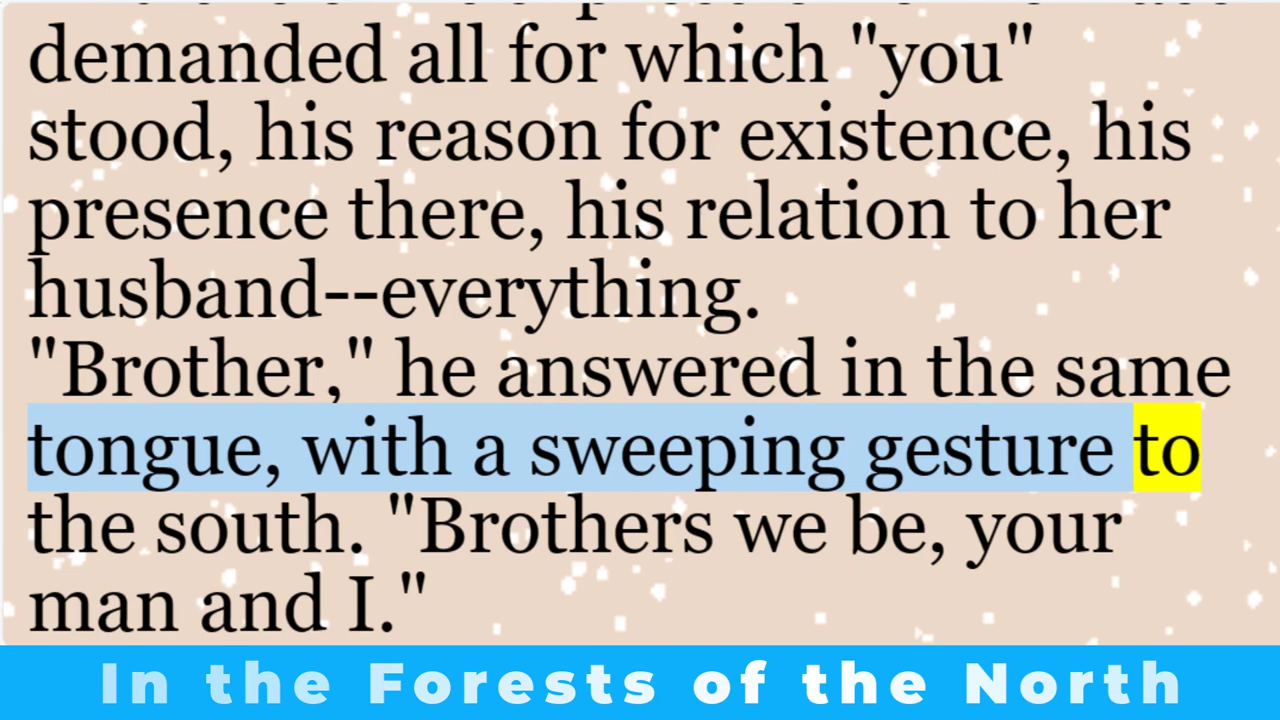 demanded all for which "you"
stood, his reason for existence, his
presence there, his relation to her
husband--everything.
"Brother," he answered in the same
tongue, with a sweeping gesture to
the south. "Brothers we be, your
man and I."
In the Forests of the North